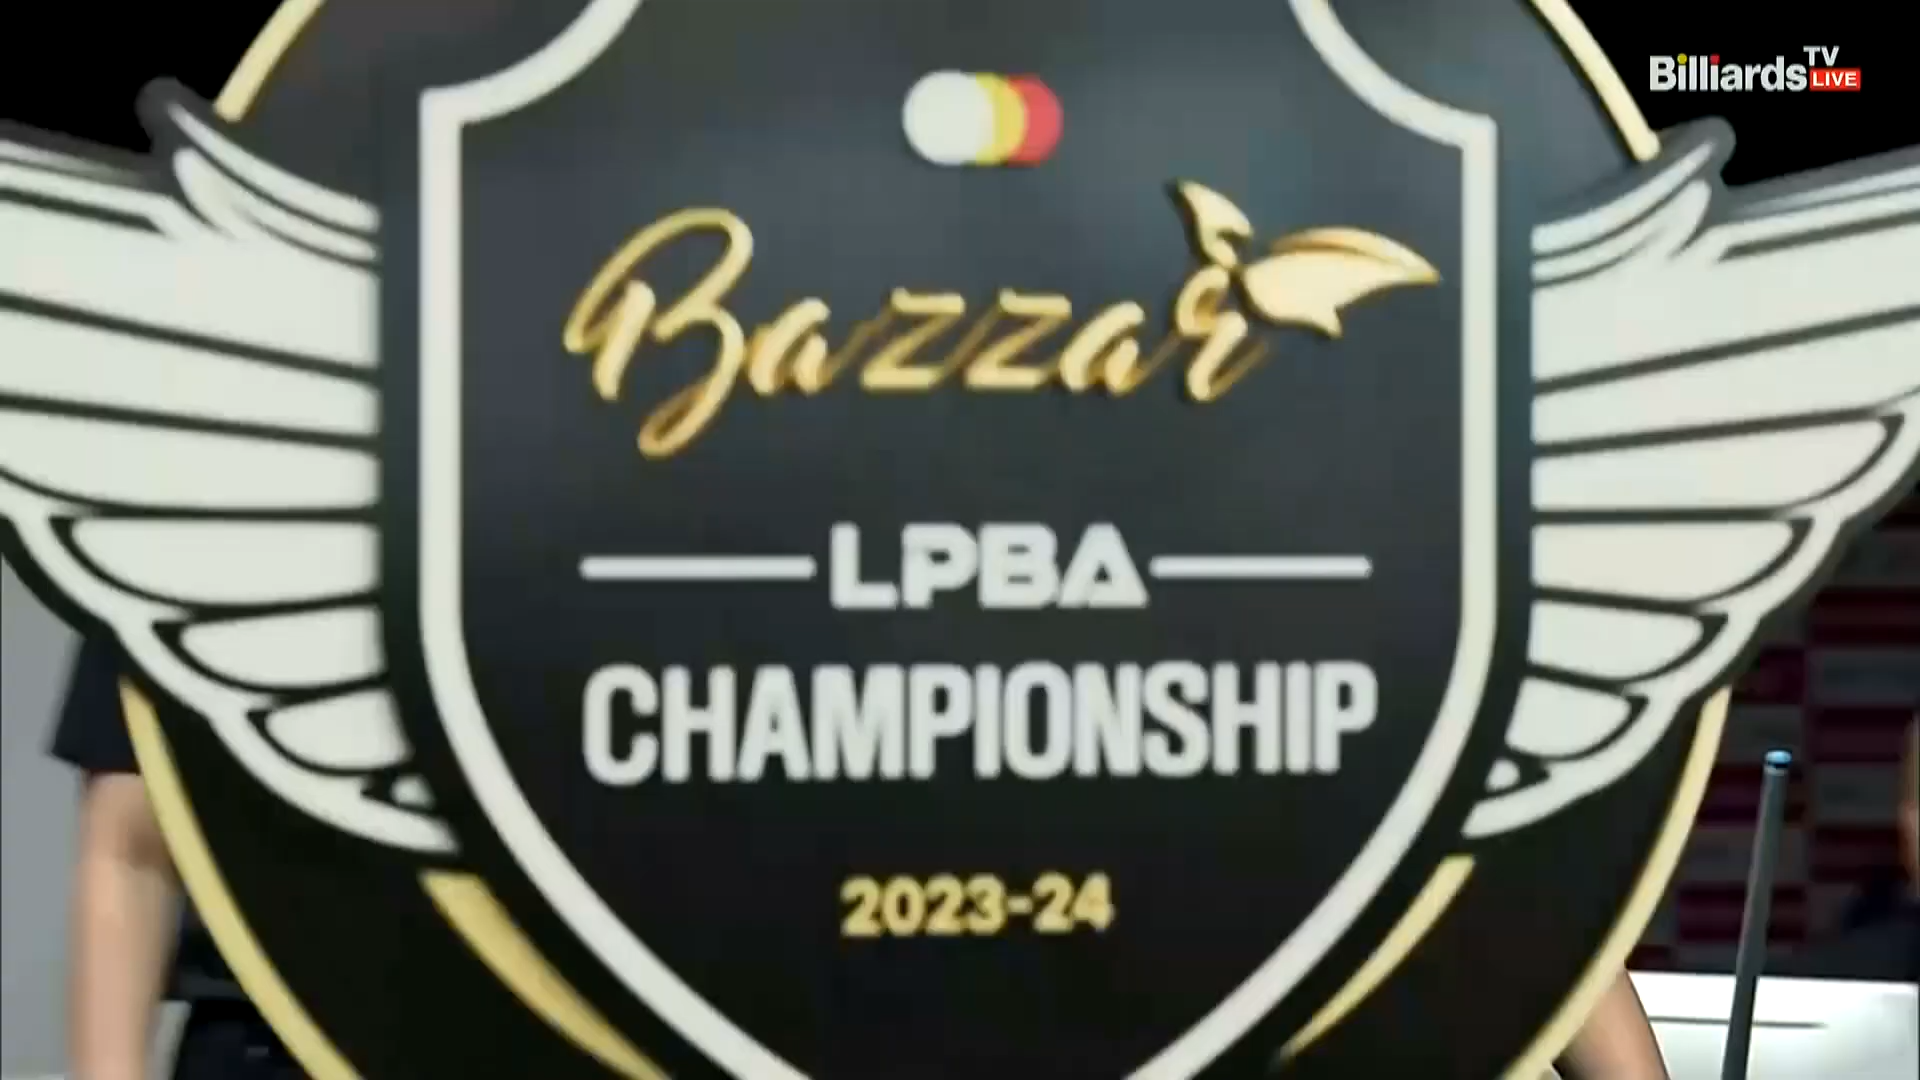 Billiards TV
LIVE
Bazzar
LPBA
CHAMPIONSHIP
2023-24